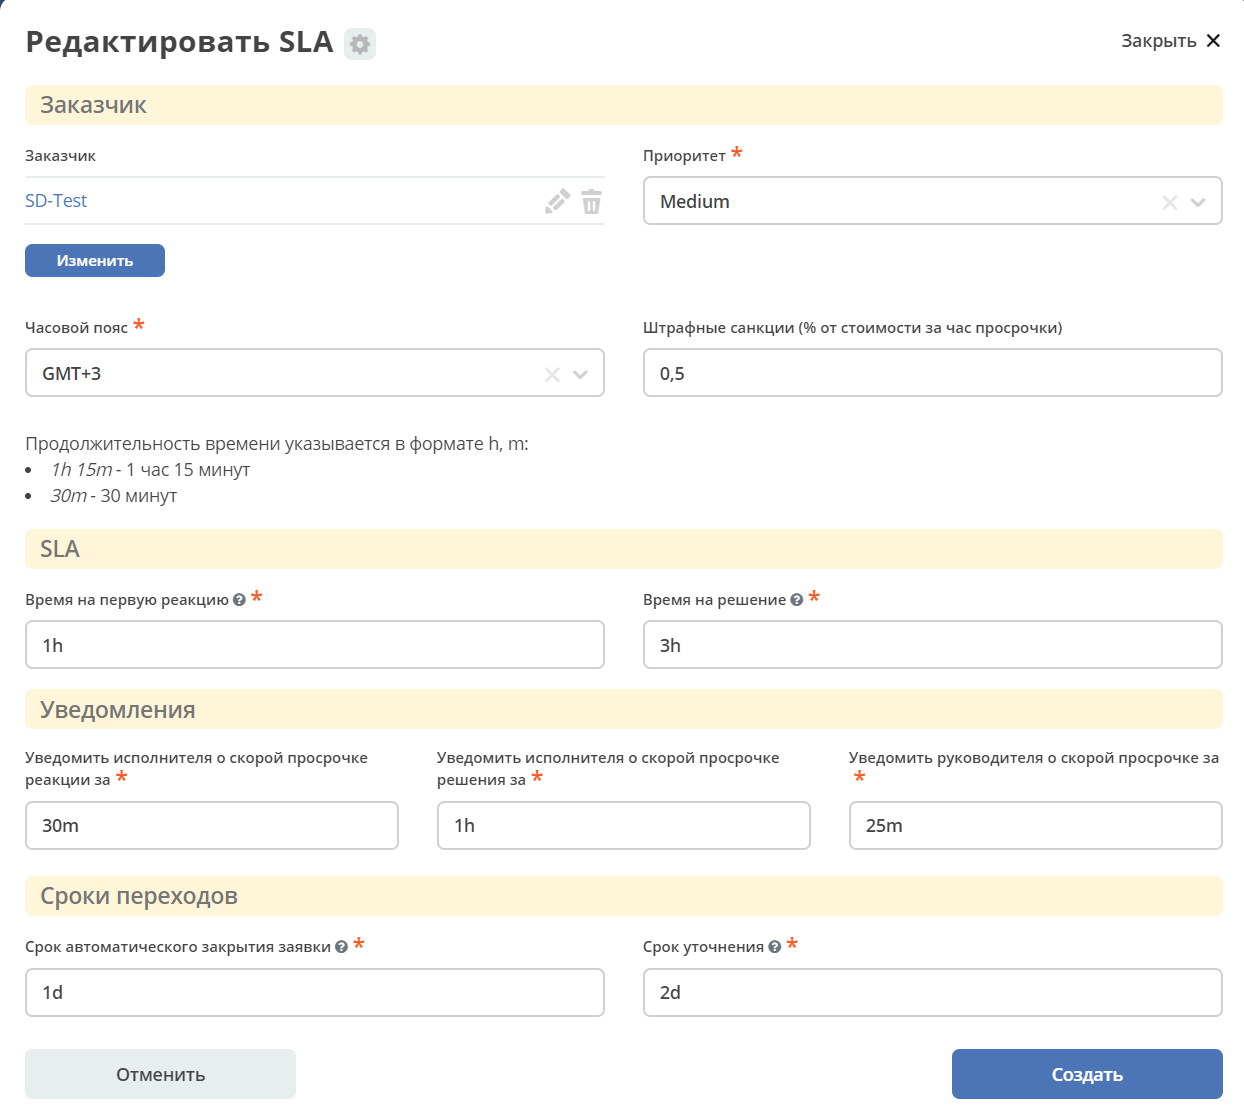 Редактировать SLA
Закрыть
Заказчик
Заказчик
SD-Test
Изменить
Приоритет *
Medium
Часовой пояс *
GMT+3
Штрафные санкции (% от стоимости за час просрочки)
0,5
Продолжительность времени указывается в формате h, m:
• 1h 15m - 1 час 15 минут
• 30m - 30 минут
SLA
Время на первую реакцию ? *
1h
Время на решение ? *
3h
Уведомления
Уведомить исполнителя о скорой просрочке
реакции за *
30m
Уведомить исполнителя о скорой просрочке
решения за *
1h
Уведомить руководителя о скорой просрочке за
*
25m
Сроки переходов
Срок автоматического закрытия заявки ? *
1d
Срок уточнения ? *
2d
Отменить
Создать